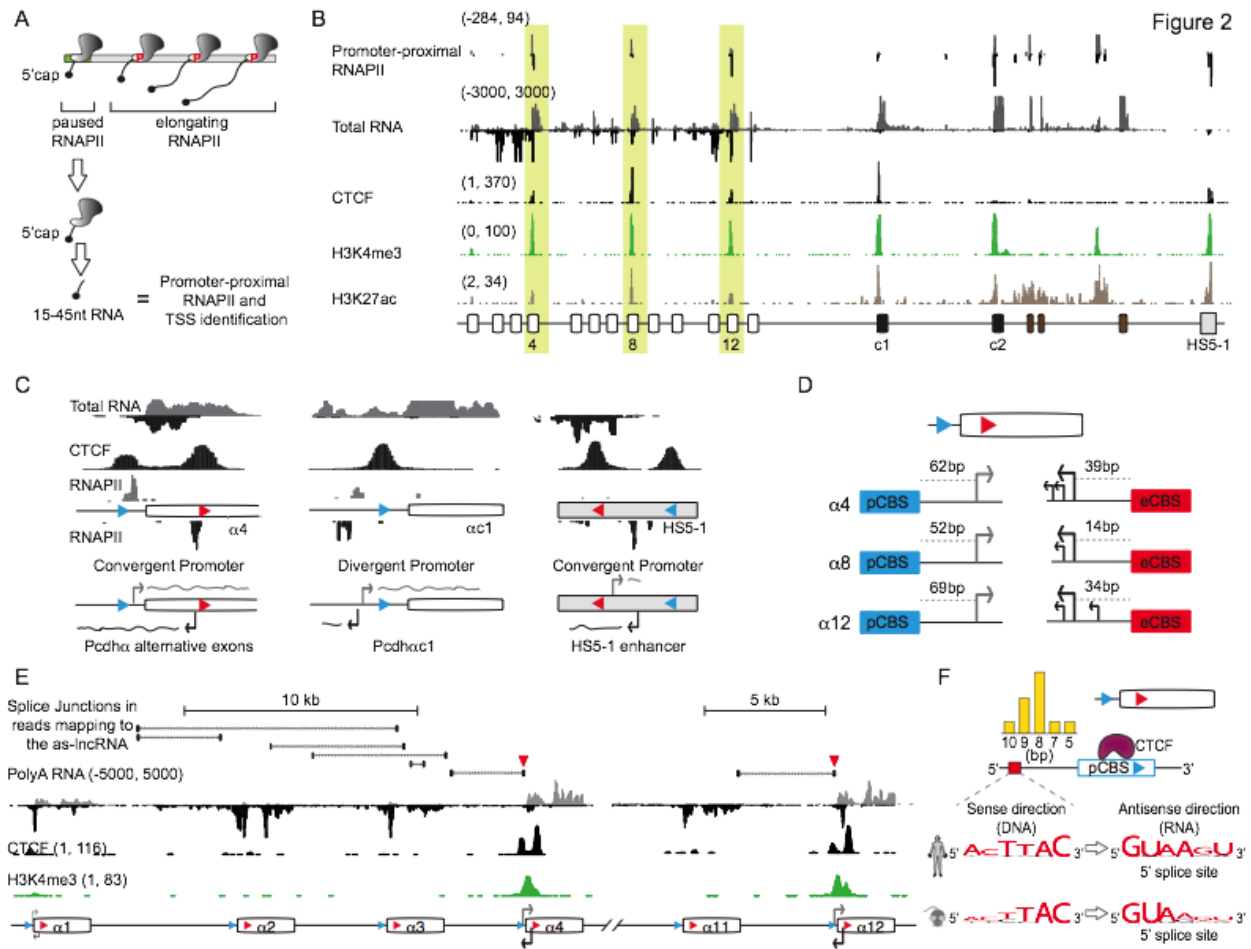 Figure 2
A
P
P
P
5'cap
paused
RNAPII
elongating
RNAPII
5'cap
15-45nt RNA
=
Promoter-proximal
RNAPII and
TSS identification
B
(-284, 94)
Promoter-proximal
RNAPII
(-3000, 3000)
Total RNA
(1, 370)
CTCF
(0, 100)
H3K4me3
(2, 34)
H3K27ac
4
8
12
c1
c2
HS5-1
C
Total RNA
CTCF
RNAPII
RNAPII
α4
αc1
HS5-1
Convergent Promoter
Divergent Promoter
Convergent Promoter
Pcdhα alternative exons
Pcdhαc1
HS5-1 enhancer
D
62bp
39bp
α4
pCBS
eCBS
52bp
14bp
α8
pCBS
eCBS
69bp
34bp
α12
pCBS
eCBS
E
10 kb
5 kb
Splice Junctions in
reads mapping to
the as-lncRNA
PolyA RNA (-5000, 5000)
CTCF (1, 116)
H3K4me3 (1, 83)
α1
α2
α3
α4
α11
α12
F
10 9 8 7 5
(bp)
CTCF
5'
pCBS
3'
Sense direction
(DNA)
Antisense direction
(RNA)
5' ACTTAC 3'
5' GUAAGU 3'
5' splice site
5' ACTTAC 3'
5' GUAAGU 3'
5' splice site